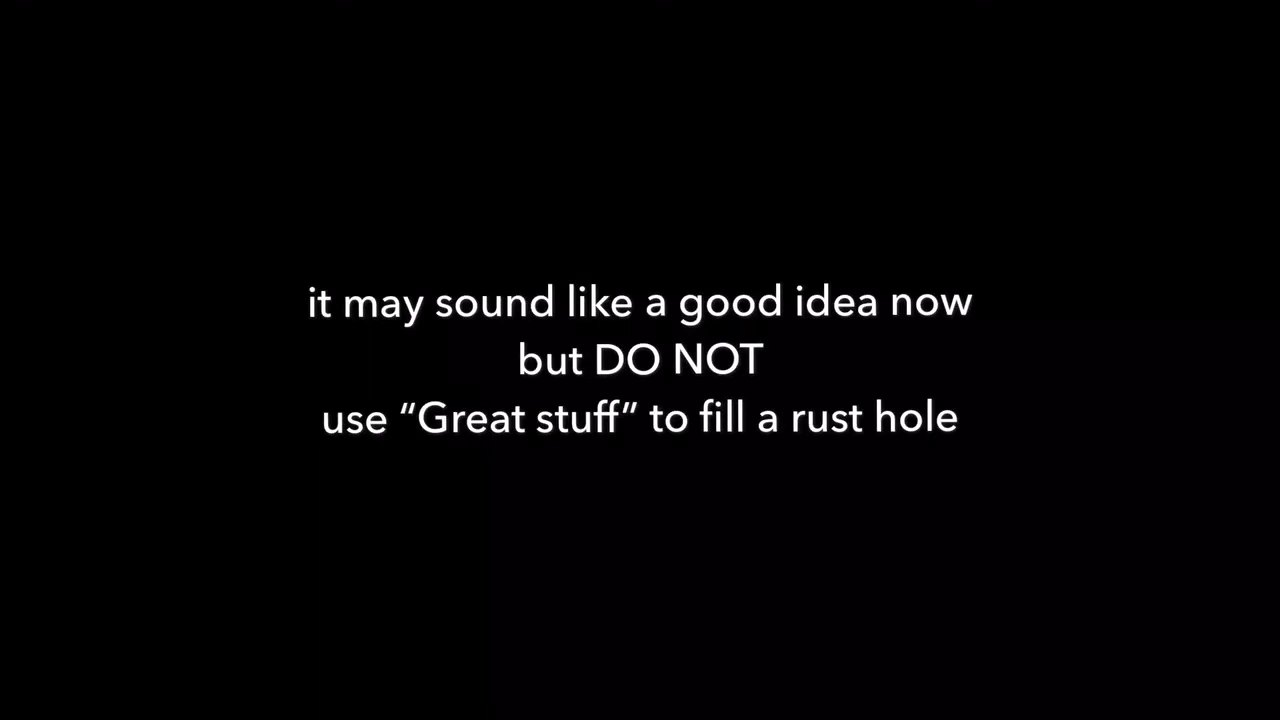 it may sound like a good idea now
but DO NOT
use “Great stuff” to fill a rust hole